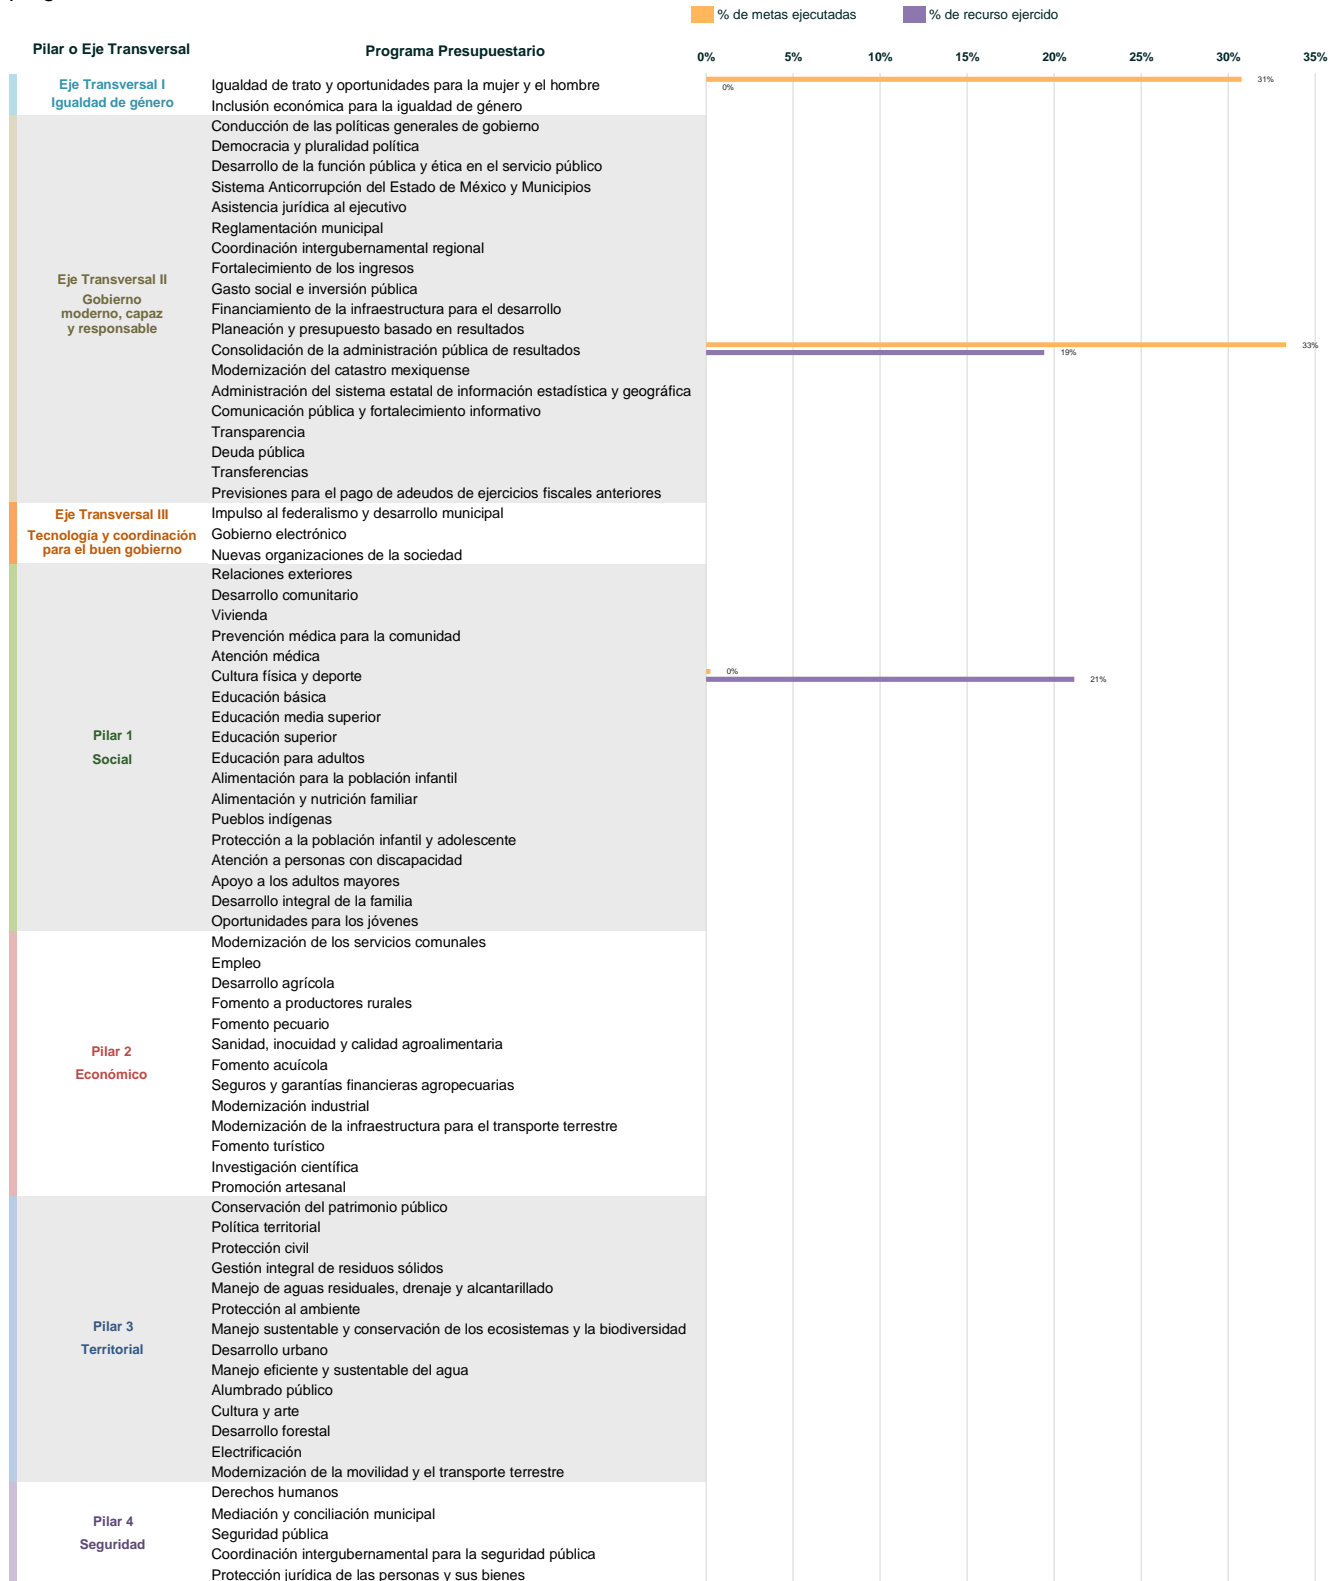 % de metas ejecutadas % de recurso ejercido
Pilar o Eje Transversal Programa Presupuestario
0% 5% 10% 15% 20% 25% 30% 35%
Eje Transversal I
Igualdad de género
Igualdad de trato y oportunidades para la mujer y el hombre 31%
0%
Inclusión económica para la igualdad de género
Eje Transversal II
Gobierno
moderno, capaz
y responsable
Conducción de las políticas generales de gobierno
Democracia y pluralidad política
Desarrollo de la función pública y ética en el servicio público
Sistema Anticorrupción del Estado de México y Municipios
Asistencia jurídica al ejecutivo
Reglamentación municipal
Coordinación intergubernamental regional
Fortalecimiento de los ingresos
Gasto social e inversión pública
Financiamiento de la infraestructura para el desarrollo
Planeación y presupuesto basado en resultados
Consolidación de la administración pública de resultados 33%
19%
Modernización del catastro mexiquense
Administración del sistema estatal de información estadística y geográfica
Comunicación pública y fortalecimiento informativo
Transparencia
Deuda pública
Transferencias
Previsiones para el pago de adeudos de ejercicios fiscales anteriores
Eje Transversal III
Tecnología y coordinación
para el buen gobierno
Impulso al federalismo y desarrollo municipal
Gobierno electrónico
Nuevas organizaciones de la sociedad
Pilar 1
Social
Relaciones exteriores
Desarrollo comunitario
Vivienda
Prevención médica para la comunidad
Atención médica
Cultura física y deporte 0%
21%
Educación básica
Educación media superior
Educación superior
Educación para adultos
Alimentación para la población infantil
Alimentación y nutrición familiar
Pueblos indígenas
Protección a la población infantil y adolescente
Atención a personas con discapacidad
Apoyo a los adultos mayores
Desarrollo integral de la familia
Oportunidades para los jóvenes
Pilar 2
Económico
Modernización de los servicios comunales
Empleo
Desarrollo agrícola
Fomento a productores rurales
Fomento pecuario
Sanidad, inocuidad y calidad agroalimentaria
Fomento acuícola
Seguros y garantías financieras agropecuarias
Modernización industrial
Modernización de la infraestructura para el transporte terrestre
Fomento turístico
Investigación científica
Promoción artesanal
Pilar 3
Territorial
Conservación del patrimonio público
Política territorial
Protección civil
Gestión integral de residuos sólidos
Manejo de aguas residuales, drenaje y alcantarillado
Protección al ambiente
Manejo sustentable y conservación de los ecosistemas y la biodiversidad
Desarrollo urbano
Manejo eficiente y sustentable del agua
Alumbrado público
Cultura y arte
Desarrollo forestal
Electrificación
Modernización de la movilidad y el transporte terrestre
Pilar 4
Seguridad
Derechos humanos
Mediación y conciliación municipal
Seguridad pública
Coordinación intergubernamental para la seguridad pública
Protección jurídica de las personas y sus bienes